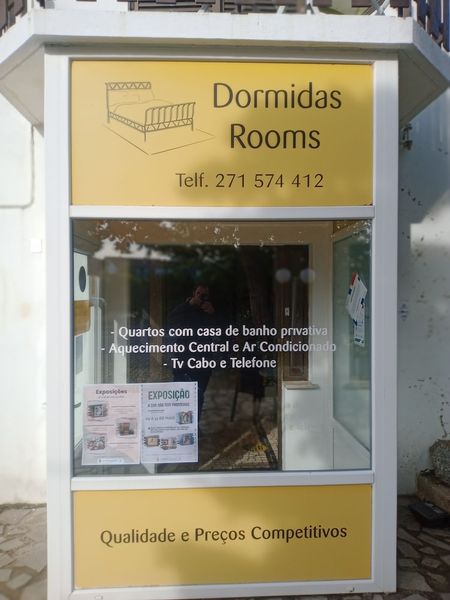 Dormidas
Rooms
Telf. 271 574 412
- Quartos com casa de banho privativa
- Aquecimento Central e Ar Condicionado
- Tv Cabo e Telefone
Exposições
EXPOSIÇÃO
Qualidade e Preços Competitivos